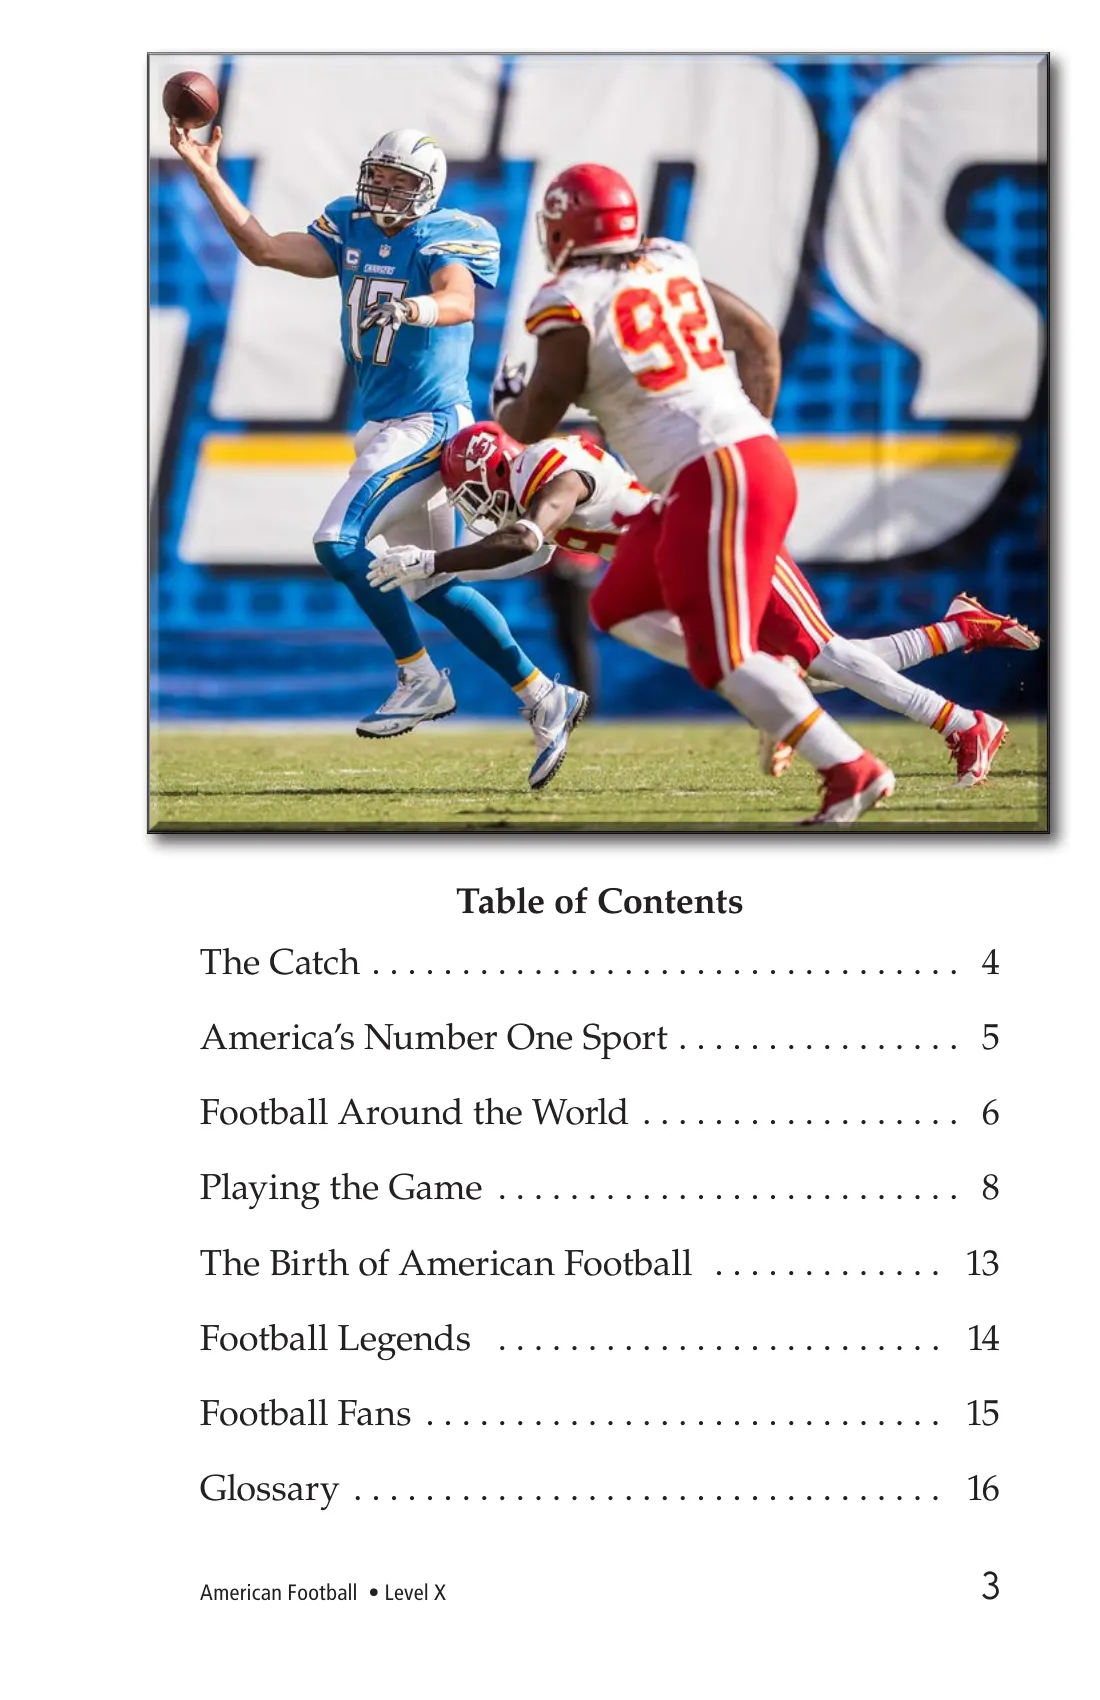 C
CHARGERS
17
92
Table of Contents
The Catch . . . . . . . . . . . . . . . . . . . . . . . . . . . . . . . . . 4
America’s Number One Sport . . . . . . . . . . . . . . . . 5
Football Around the World . . . . . . . . . . . . . . . . . . 6
Playing the Game . . . . . . . . . . . . . . . . . . . . . . . . . . 8
The Birth of American Football . . . . . . . . . . . . . 13
Football Legends . . . . . . . . . . . . . . . . . . . . . . . . . 14
Football Fans . . . . . . . . . . . . . . . . . . . . . . . . . . . . . 15
Glossary . . . . . . . . . . . . . . . . . . . . . . . . . . . . . . . . . 16
American Football • Level X 3